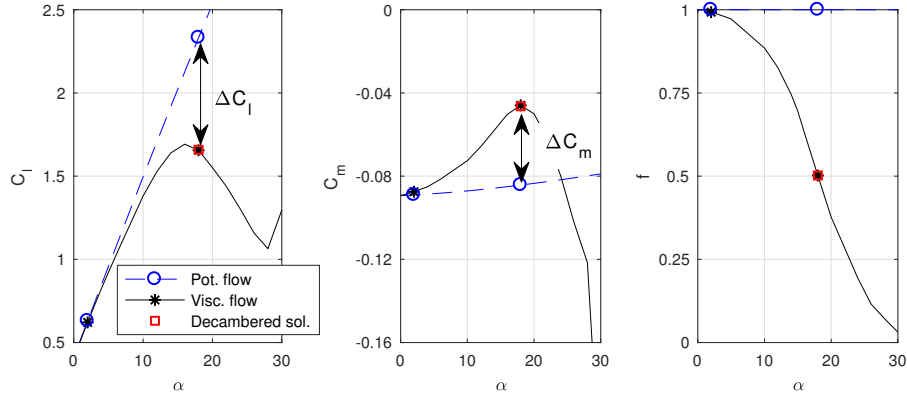 2.5
2
1.5
1
0.5
C_l
ΔC_l
0 10 20 30
α
Pot. flow
Visc. flow
Decambered sol.
0
-0.04
-0.08
-0.12
-0.16
C_m
ΔC_m
0 10 20 30
α
1
0.75
0.5
0.25
0
f
0 10 20 30
α